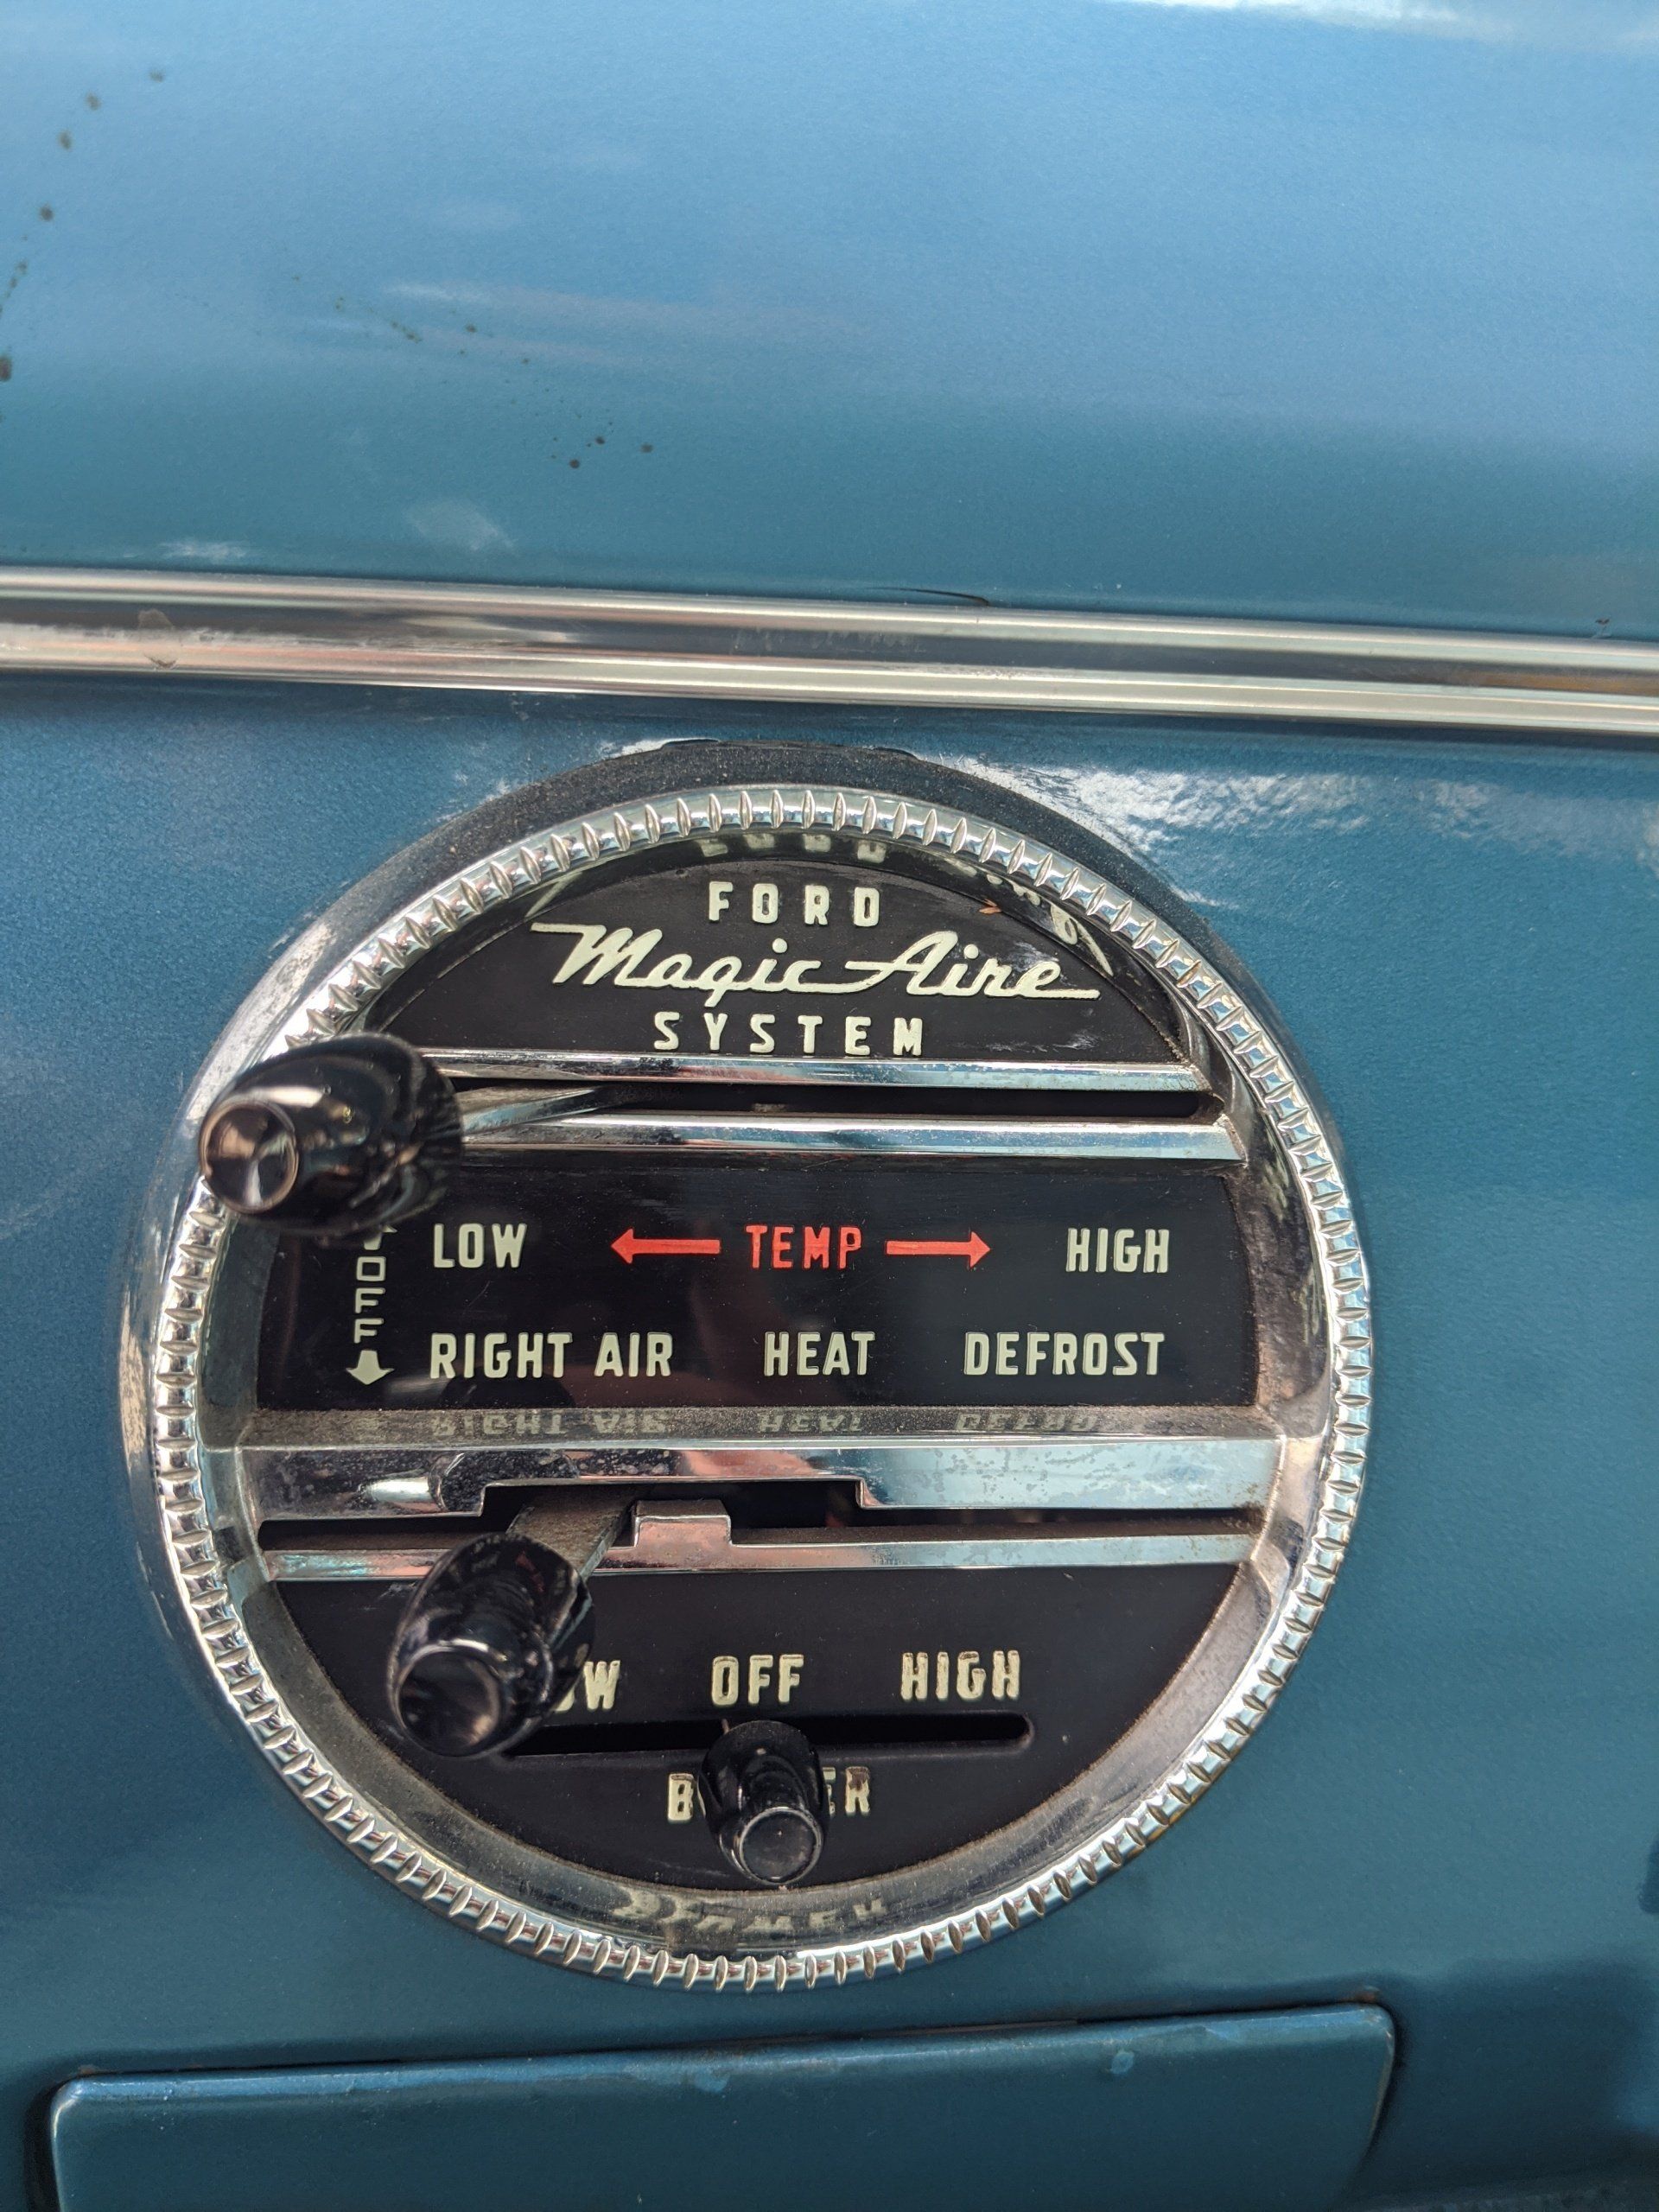 FORD
Magic Aire
SYSTEM
LOW ← TEMP → HIGH
OFF
RIGHT AIR HEAT DEFROST
OFF HIGH